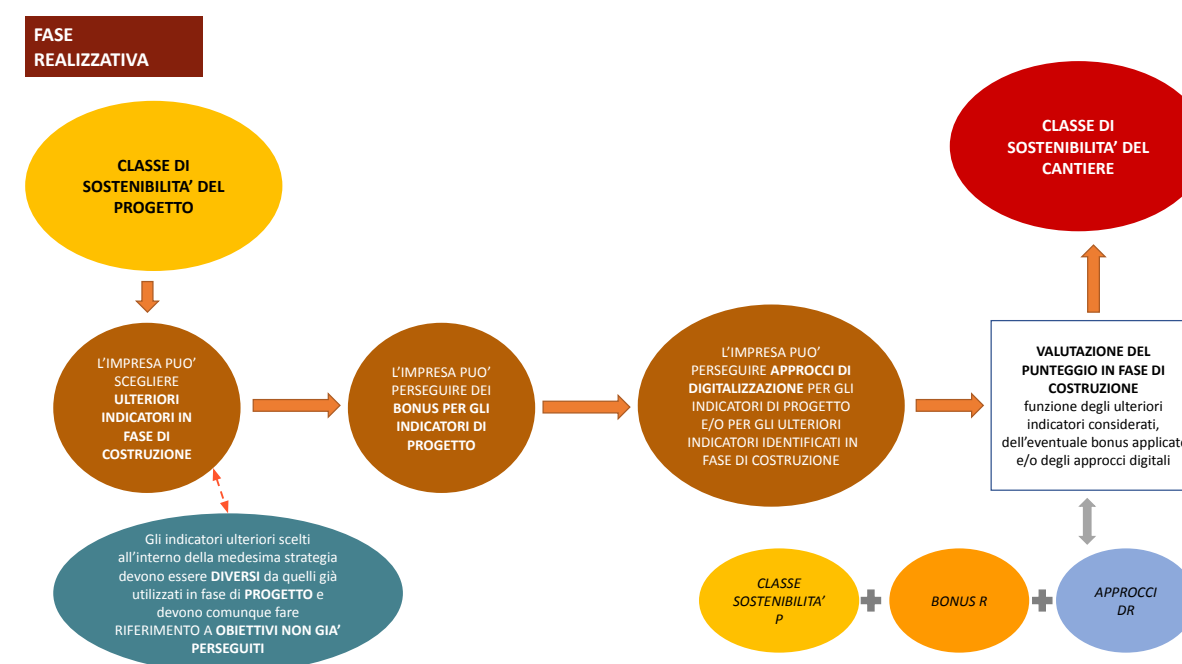 FASE
REALIZZATIVA
CLASSE DI
SOSTENIBILITA’ DEL
PROGETTO
CLASSE DI
SOSTENIBILITA’ DEL
CANTIERE
L’IMPRESA PUO’
SCEGLIERE
ULTERIORI
INDICATORI IN
FASE DI
COSTRUZIONE
L’IMPRESA PUO’
PERSEGUIRE DEI
BONUS PER GLI
INDICATORI DI
PROGETTO
L’IMPRESA PUO’
PERSEGUIRE APPROCCI DI
DIGITALIZZAZIONE PER GLI
INDICATORI DI PROGETTO
E/O PER GLI ULTERIORI
INDICATORI IDENTIFICATI IN
FASE DI COSTRUZIONE
VALUTAZIONE DEL
PUNTEGGIO IN FASE DI
COSTRUZIONE
funzione degli ulteriori
indicatori considerati,
dell’eventuale bonus applicato
e/o degli approcci digitali
Gli indicatori ulteriori scelti
all’interno della medesima strategia
devono essere DIVERSI da quelli già
utilizzati in fase di PROGETTO e
devono comunque fare
RIFERIMENTO A OBIETTIVI NON GIA’
PERSEGUITI
CLASSE
SOSTENIBILITA’
P
BONUS R
APPROCCI
DR